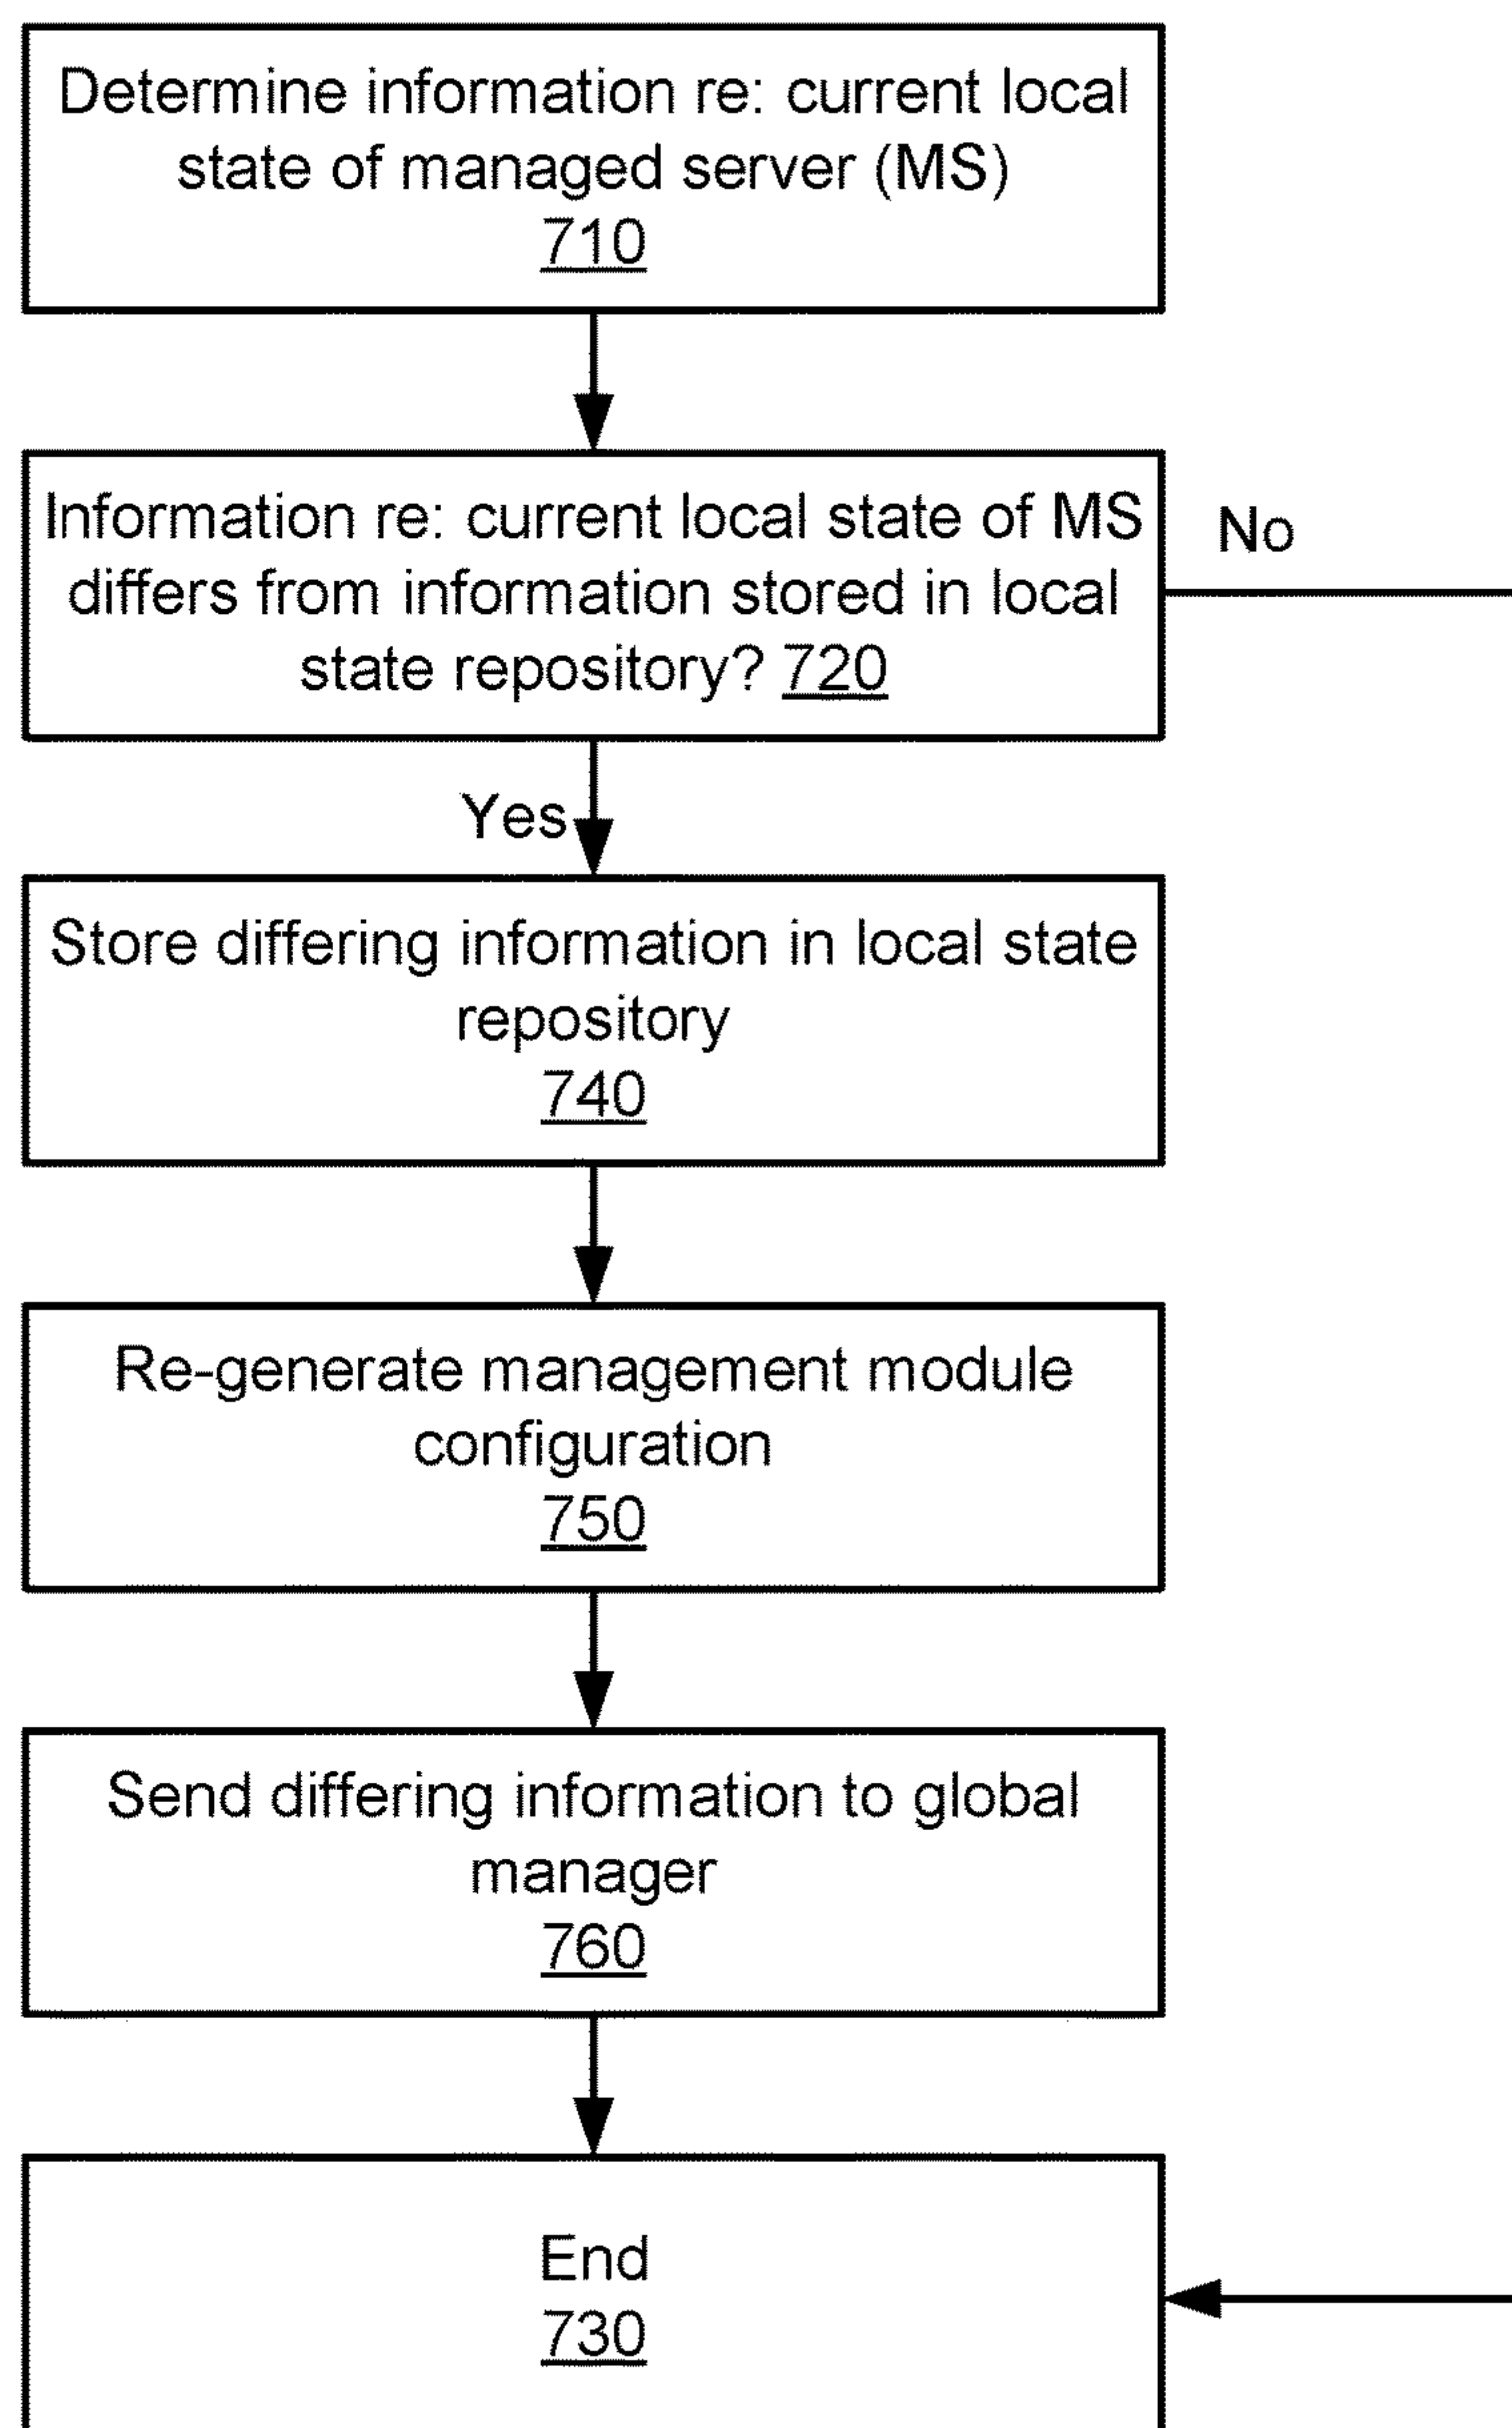 Determine information re: current local
state of managed server (MS)
710
Information re: current local state of MS
differs from information stored in local
state repository? 720
No
Yes
Store differing information in local state
repository
740
Re-generate management module
configuration
750
Send differing information to global
manager
760
End
730